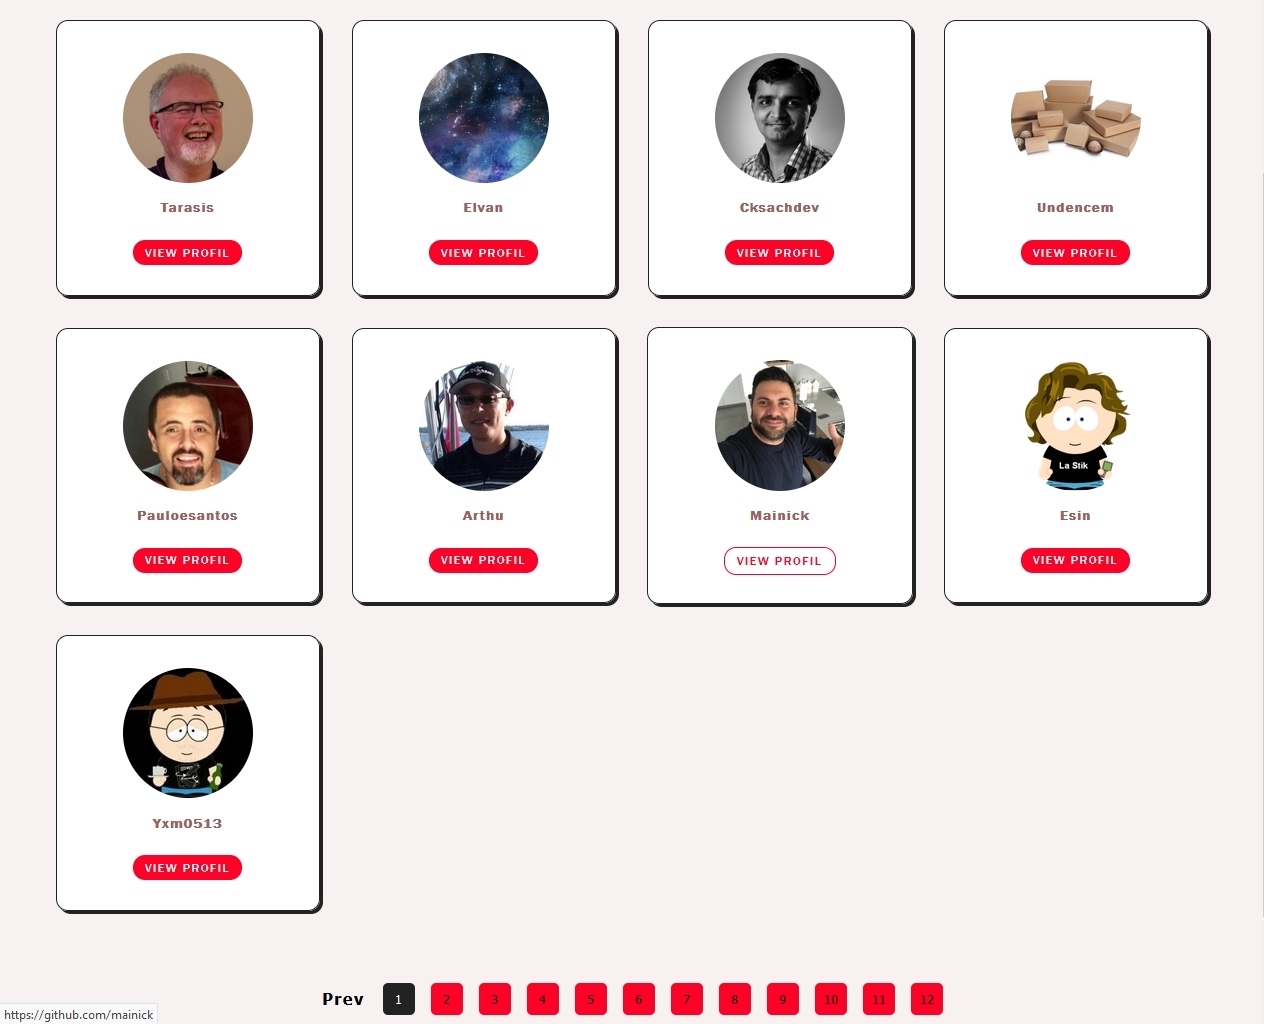 Tarasis
Elvan
Cksachdev
Undencem
VIEW PROFIL
VIEW PROFIL
VIEW PROFIL
VIEW PROFIL
La Stik
Pauloesantos
Arthu
Mainick
Esin
VIEW PROFIL
VIEW PROFIL
VIEW PROFIL
VIEW PROFIL
Yxm0513
VIEW PROFIL
Prev 1 2 3 4 5 6 7 8 9 10 11 12
https://github.com/mainick